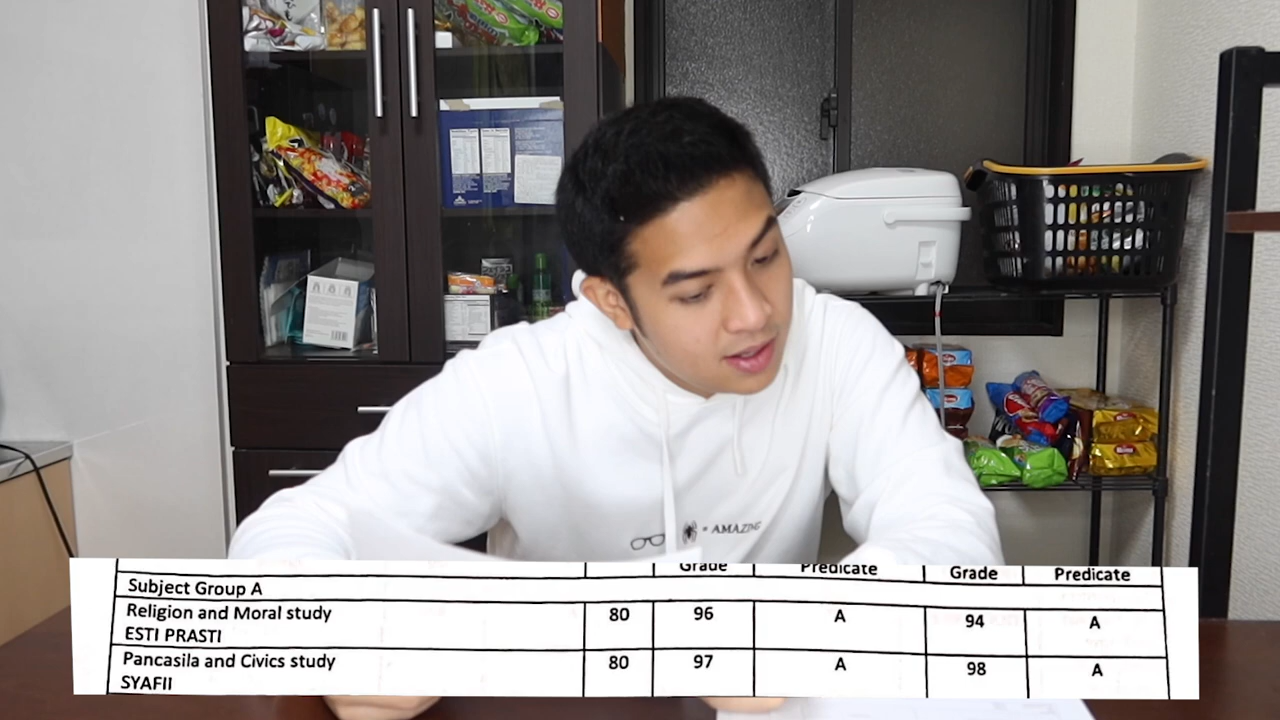 = AMAZING
Grade Predicate Grade Predicate
Subject Group A
Religion and Moral study 80 96 A 94 A
ESTI PRASTI
Pancasila and Civics study 80 97 A 98 A
SYAFII